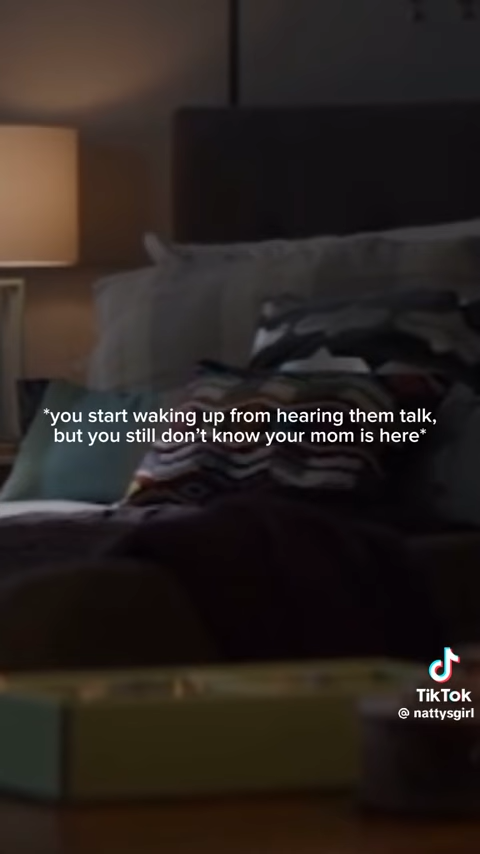 *you start waking up from hearing them talk,
but you still don’t know your mom is here*
TikTok
@ nattysgirl